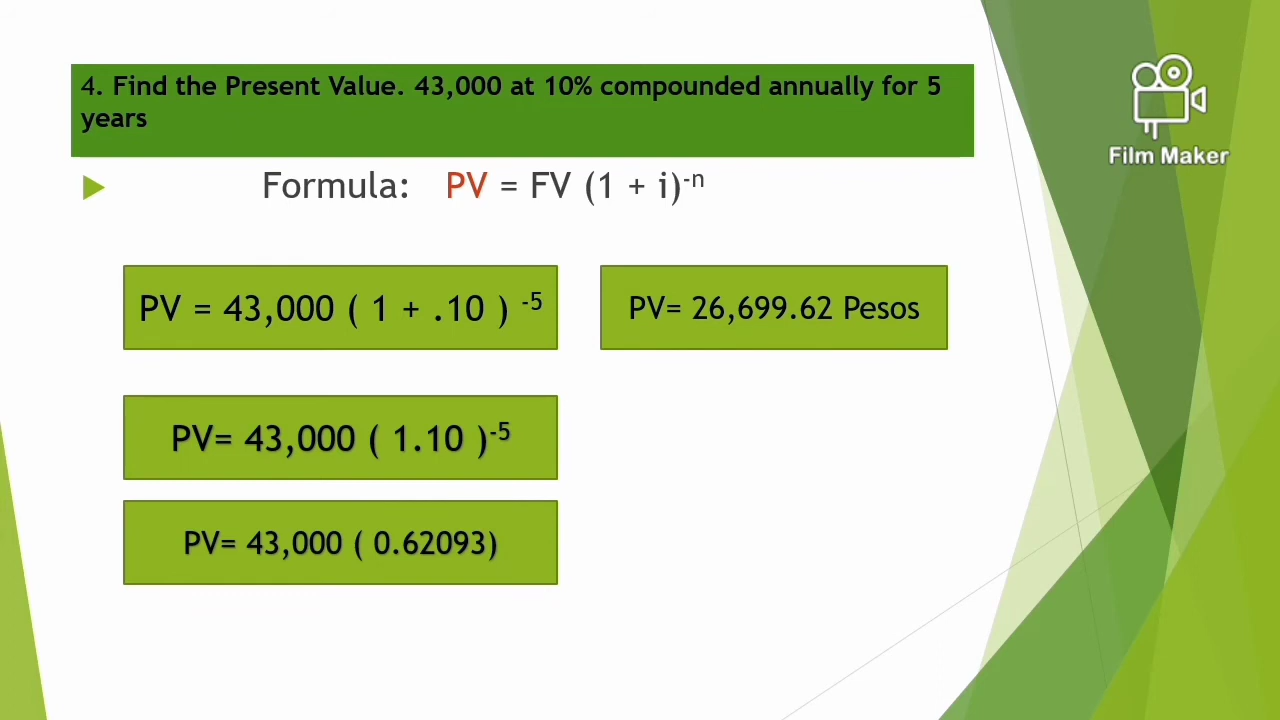 4. Find the Present Value. 43,000 at 10% compounded annually for 5
years
Film Maker
Formula: PV = FV (1 + i)⁻ⁿ
PV = 43,000 ( 1 + .10 ) ⁻⁵
PV= 26,699.62 Pesos
PV= 43,000 ( 1.10 )⁻⁵
PV= 43,000 ( 0.62093)